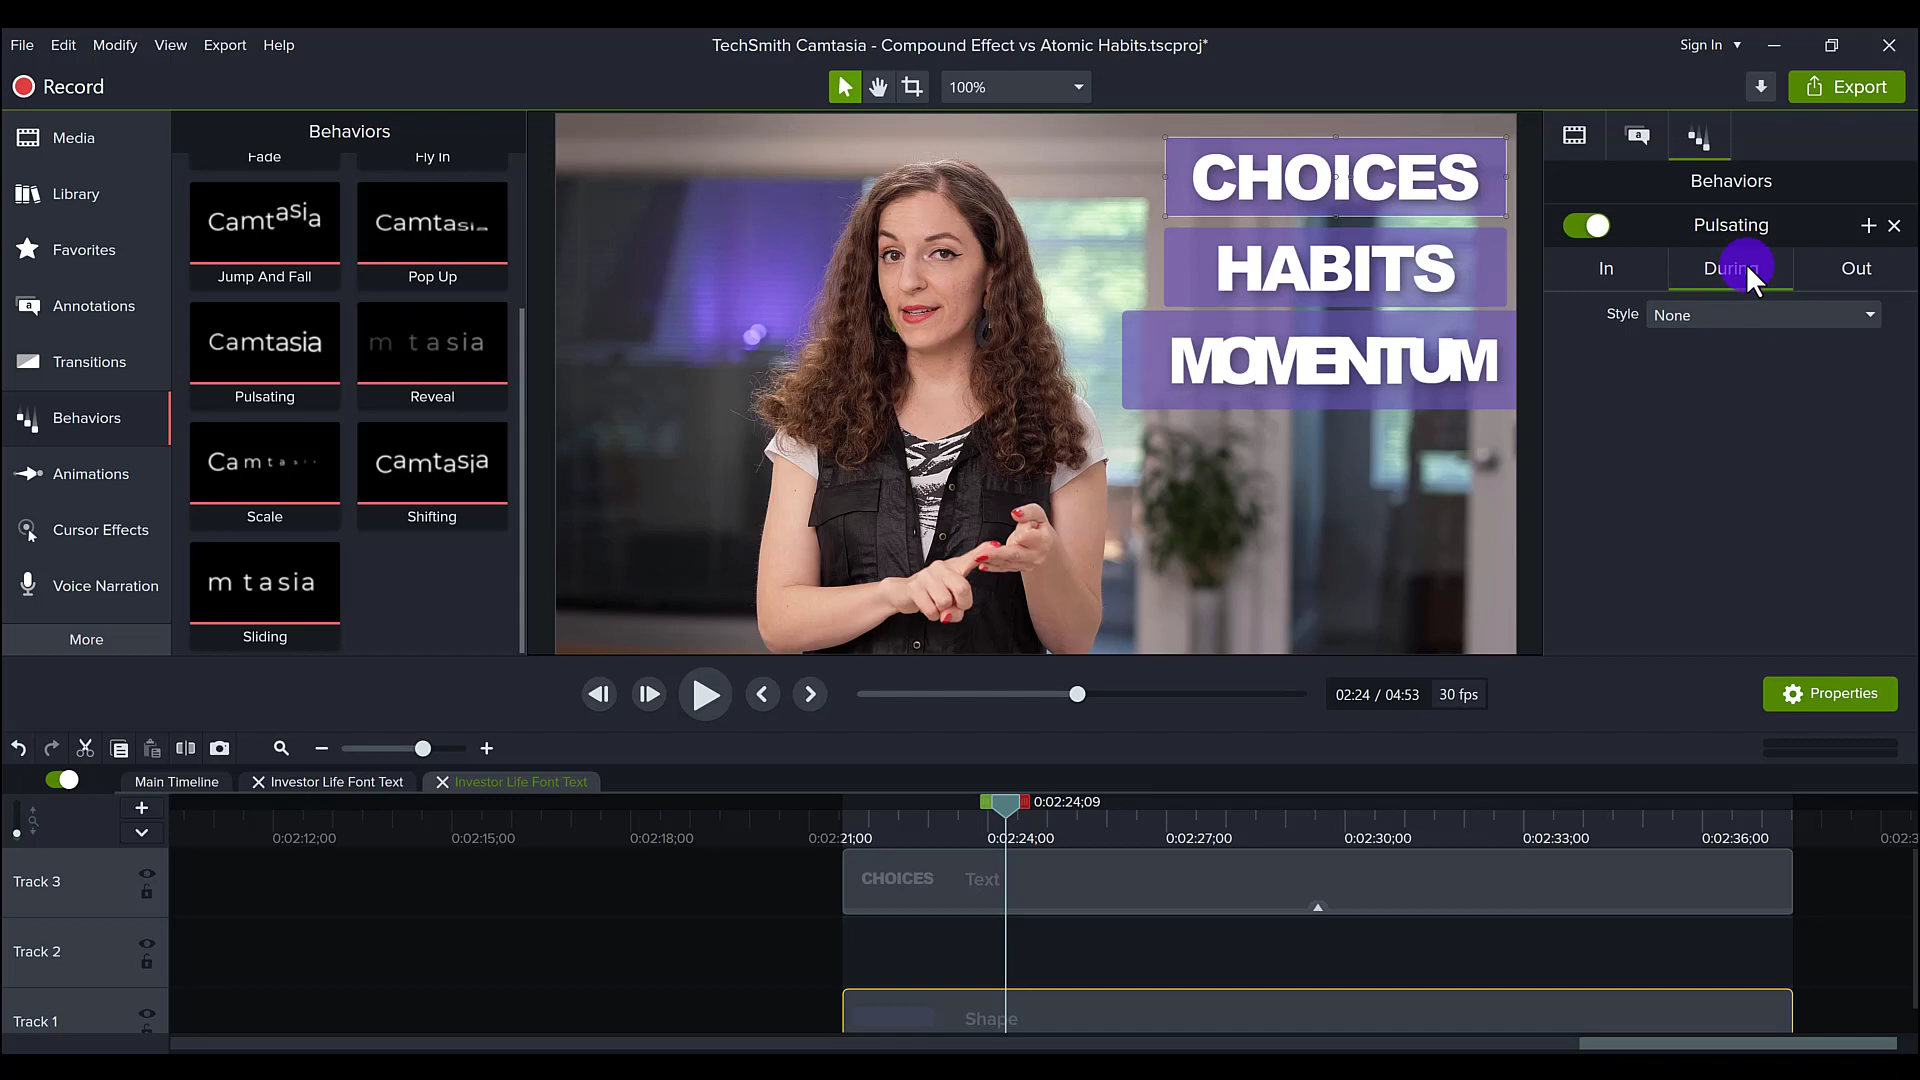 File Edit Modify View Export Help
TechSmith Camtasia - Compound Effect vs Atomic Habits.tscproj*
Sign In
Record
100%
Export
Media
Library
Favorites
Annotations
Transitions
Behaviors
Animations
Cursor Effects
Voice Narration
More
Behaviors
Fade Fly In
Camtasia Camtasia
Jump And Fall Pop Up
Camtasia m tasia
Pulsating Reveal
Camtasia Camtasia
Scale Shifting
m tasia
Sliding
CHOICES
HABITS
MOMENTUM
a
Behaviors
Pulsating
In During Out
Style None
02:24 / 04:53 30 fps
Properties
Main Timeline Investor Life Font Text Investor Life Font Text
0:02:24;09
0:02:12;00 0:02:15;00 0:02:18;00 0:02:21;00 0:02:24;00 0:02:27;00 0:02:30;00 0:02:33;00 0:02:36;00
Track 3 CHOICES Text
Track 2
Track 1 Shape